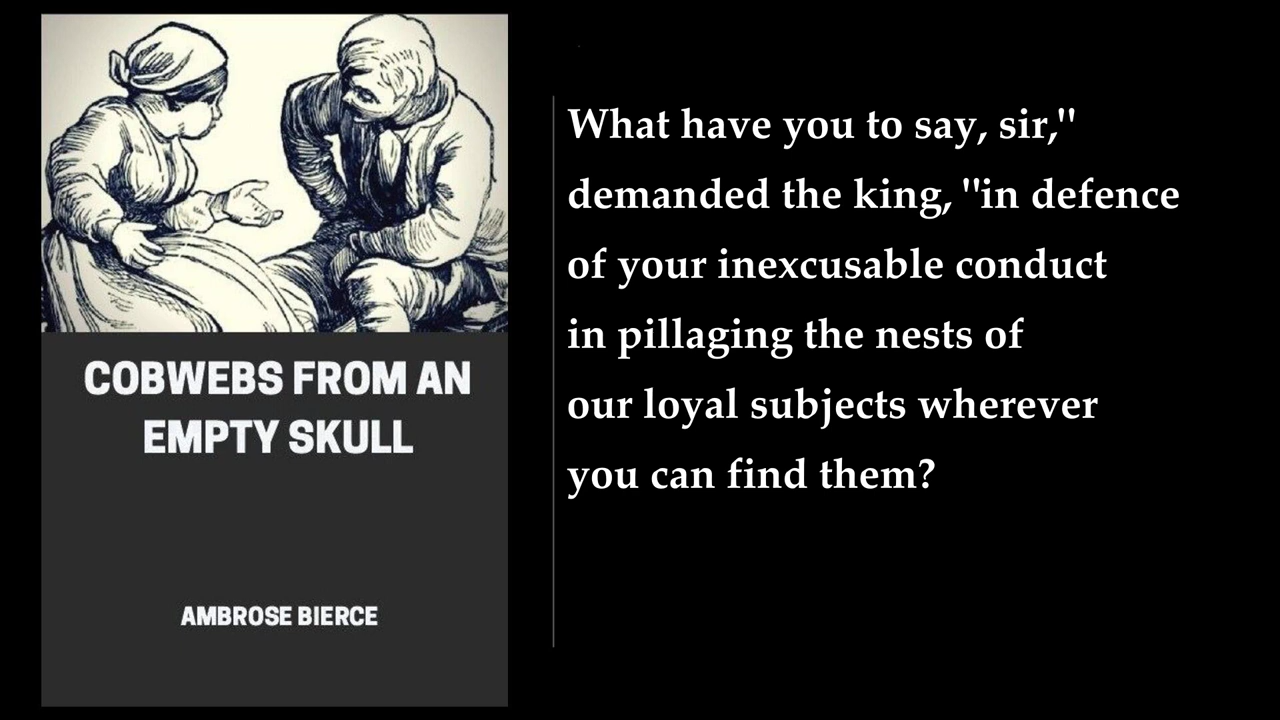 COBWEBS FROM AN
EMPTY SKULL
AMBROSE BIERCE
What have you to say, sir,"
demanded the king, "in defence
of your inexcusable conduct
in pillaging the nests of
our loyal subjects wherever
you can find them?